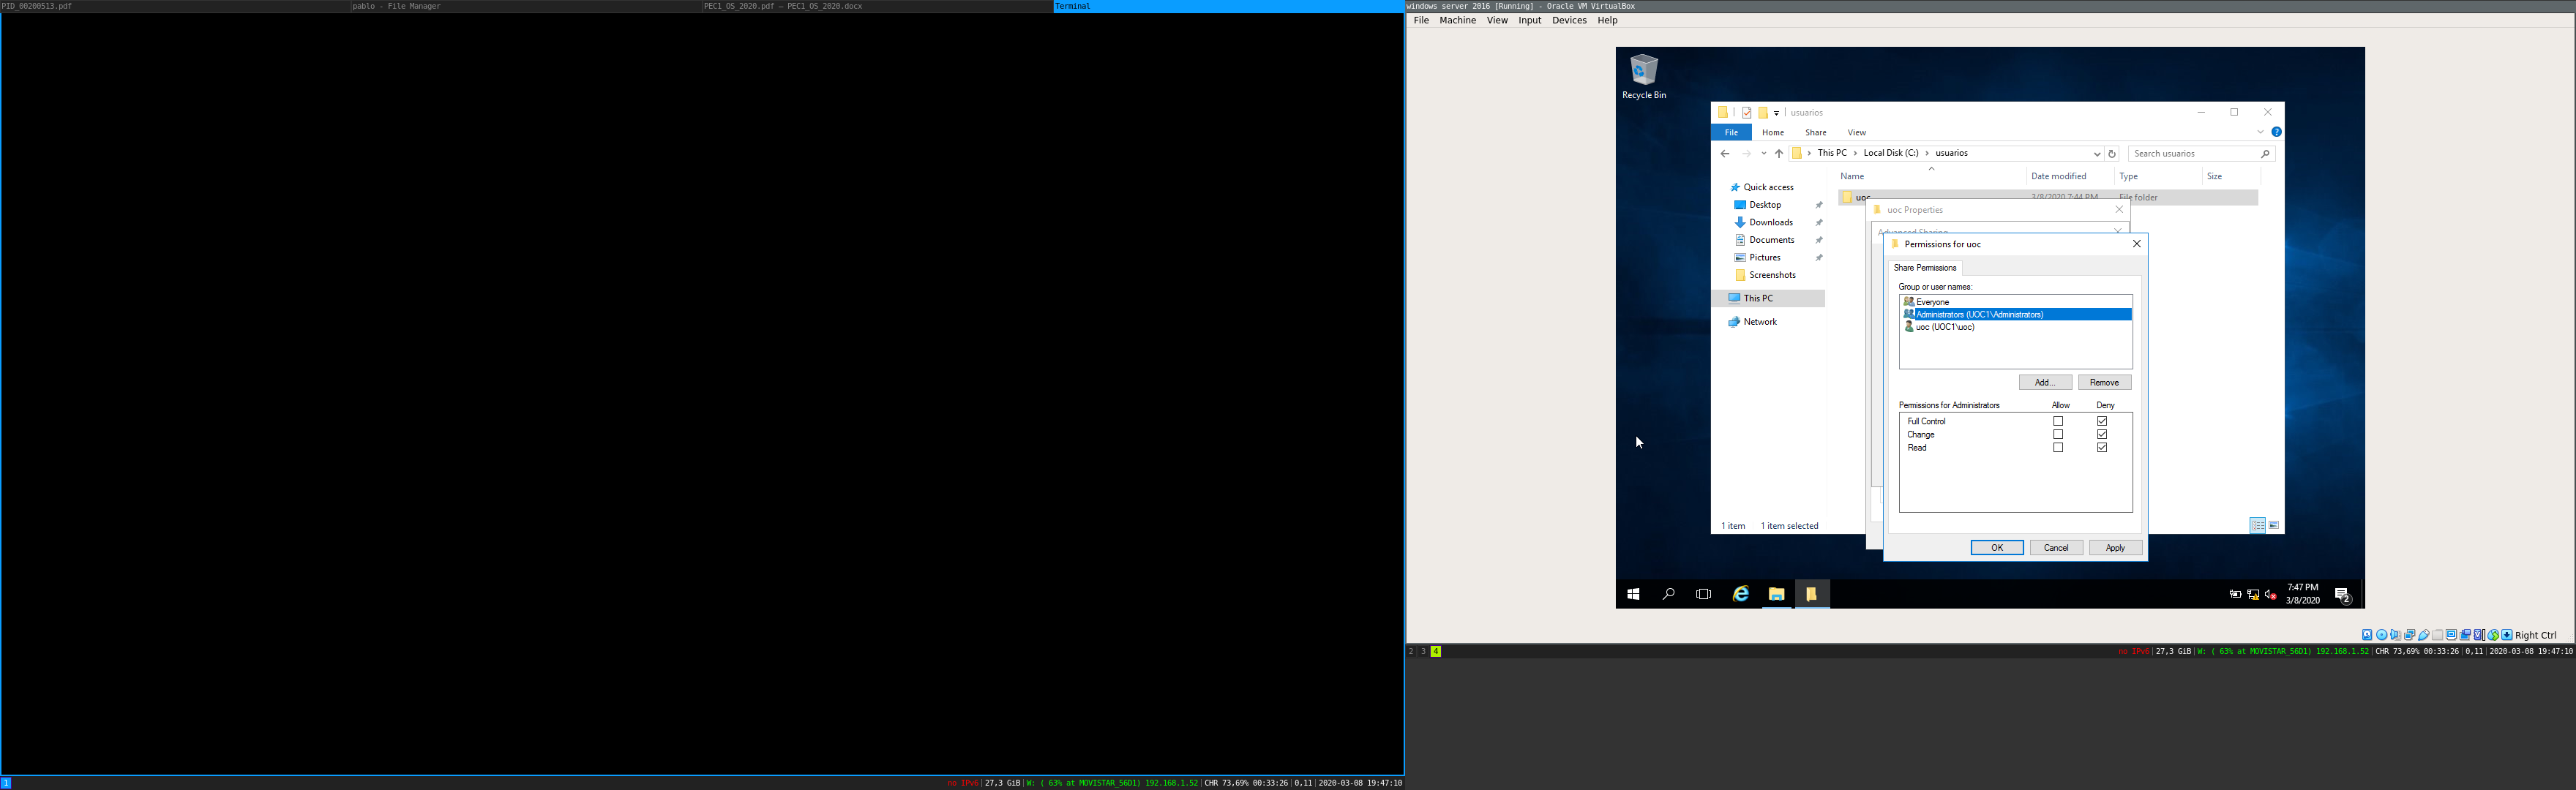 PID_00200513.pdf
pablo - File Manager
PEC1_OS_2020.pdf — PEC1_OS_2020.docx
Terminal
windows server 2016 [Running] - Oracle VM VirtualBox
File Machine View Input Devices Help
Recycle Bin
usuarios
File Home Share View
This PC > Local Disk (C:) > usuarios
Search usuarios
Name Date modified Type Size
uoc 3/8/2020 7:44 PM File folder
Quick access
Desktop
Downloads
Documents
Pictures
Screenshots
This PC
Network
1 item 1 item selected
uoc Properties
Advanced Sharing
Permissions for uoc
Share Permissions
Group or user names:
Everyone
Administrators (UOC1\Administrators)
uoc (UOC1\uoc)
Add... Remove
Permissions for Administrators Allow Deny
Full Control
Change
Read
OK Cancel Apply
7:47 PM
3/8/2020
2
Right Ctrl
2 3 4
no IPv6|27,3 GiB|W: ( 63% at MOVISTAR_56D1) 192.168.1.52|CHR 73,69% 00:33:26|0,11|2020-03-08 19:47:10
1
no IPv6|27,3 GiB|W: ( 63% at MOVISTAR_56D1) 192.168.1.52|CHR 73,69% 00:33:26|0,11|2020-03-08 19:47:10